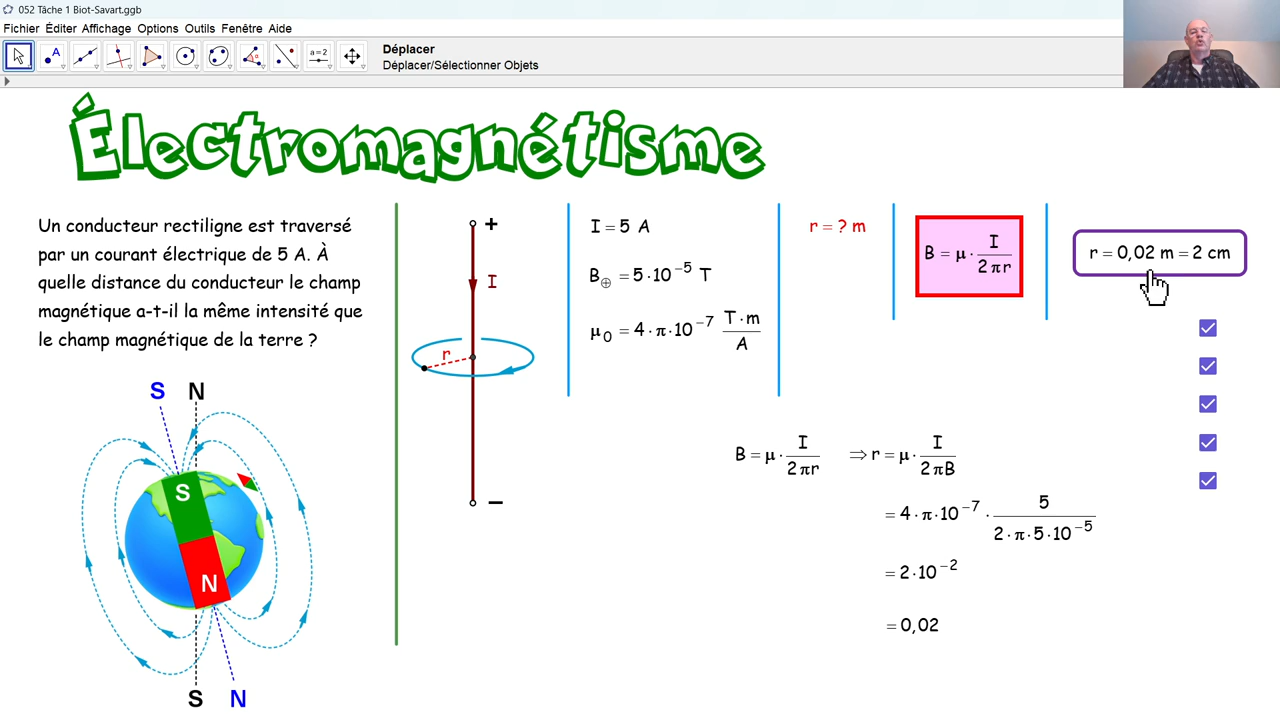 052 Tâche 1 Biot-Savart.ggb
Fichier Éditer Affichage Options Outils Fenêtre Aide
A
a=2
Déplacer
Déplacer/Sélectionner Objets
Électromagnétisme
Un conducteur rectiligne est traversé
par un courant électrique de 5 A. À
quelle distance du conducteur le champ
magnétique a-t-il la même intensité que
le champ magnétique de la terre ?
S N
S
N
S N
+
I
r
−
I = 5 A
B⊕ = 5·10⁻⁵ T
μ₀ = 4·π·10⁻⁷ T·m/A
r = ? m
B = μ · I/2πr
r = 0,02 m = 2 cm
B = μ · I/2πr ⇒ r = μ · I/2πB
= 4·π·10⁻⁷ · 5/2·π·5·10⁻⁵
= 2·10⁻²
= 0,02